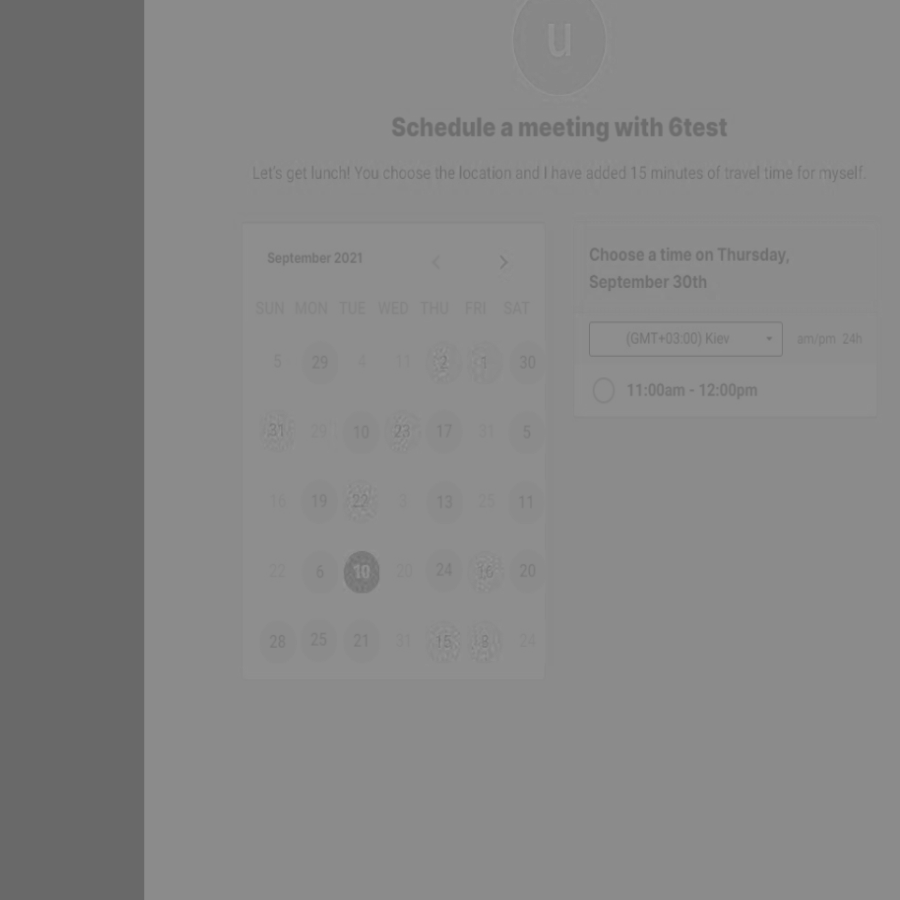 u
Schedule a meeting with 6test
Let's get lunch! You choose the location and I have added 15 minutes of travel time for myself.
September 2021
SUN MON TUE WED THU FRI SAT
5 29 4 11 2 1 30
31 29 10 23 17 31 5
16 19 22 3 13 25 11
22 6 10 20 24 16 20
28 25 21 31 15 8 24
Choose a time on Thursday,
September 30th
(GMT+03:00) Kiev
am/pm 24h
11:00am - 12:00pm